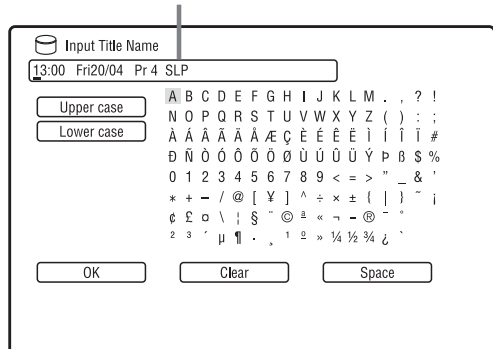 Input Title Name
13:00 Fri20/04 Pr 4 SLP
Upper case
Lower case
A B C D E F G H I J K L M . , ? !
N O P Q R S T U V W X Y Z ( ) : ;
À Á Â Ã Ä Å Æ Ç È É Ê Ë Ì Í Î Ï #
Ð Ñ Ò Ó Ô Õ Ö Ø Ù Ú Û Ü Ý Þ ß $ %
0 1 2 3 4 5 6 7 8 9 < = > " _ & '
* + – / @ [ ¥ ] ^ ÷ × ± { | } ~ ¡
¢ £ ¤ \ ¦ § ¨ © ª « ¬ - ® ¯ °
² ³ ´ µ ¶ · ¸ ¹ º » ¼ ½ ¾ ¿ `
OK
Clear
Space